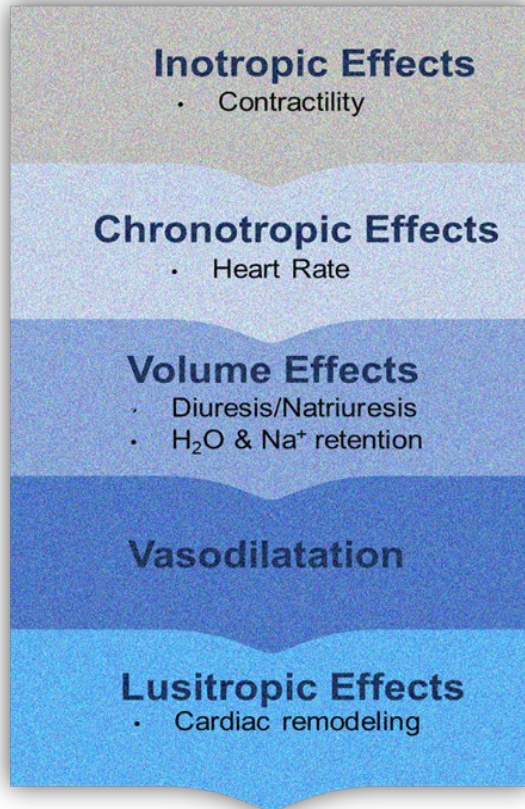 Inotropic Effects
• Contractility
Chronotropic Effects
• Heart Rate
Volume Effects
• Diuresis/Natriuresis
• H₂O & Na⁺ retention
Vasodilatation
Lusitropic Effects
• Cardiac remodeling